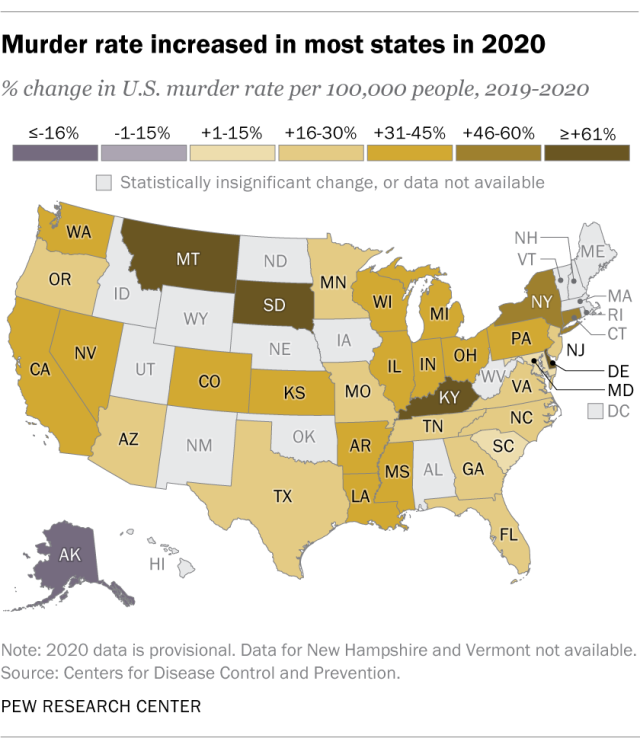 Murder rate increased in most states in 2020
% change in U.S. murder rate per 100,000 people, 2019-2020
≤-16% -1-15% +1-15% +16-30% +31-45% +46-60% ≥+61%
Statistically insignificant change, or data not available
WA
MT
ND
MN
NH
VT
ME
OR
ID
SD
WI
MI
NY
MA
RI
CT
WY
NE
IA
IL
IN
OH
PA
NJ
DE
MD
DC
CA
NV
UT
CO
KS
MO
KY
WV
VA
AZ
NM
OK
AR
TN
NC
SC
TX
LA
MS
AL
GA
FL
AK
HI
Note: 2020 data is provisional. Data for New Hampshire and Vermont not available.
Source: Centers for Disease Control and Prevention.
PEW RESEARCH CENTER